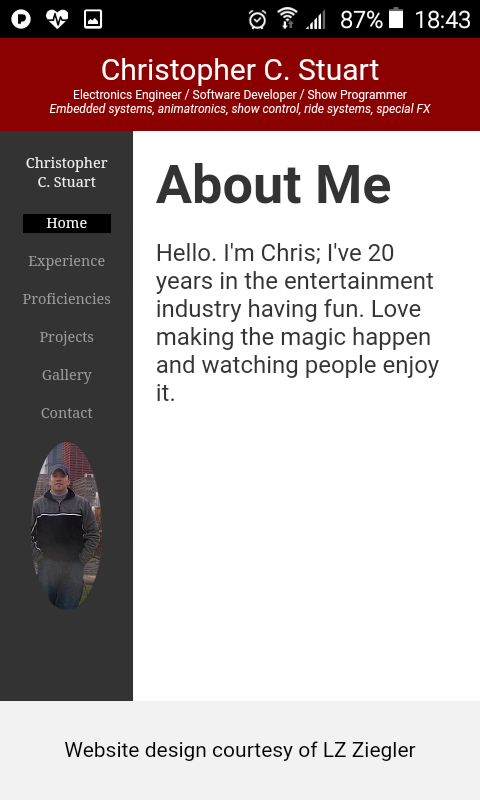 87% 18:43
Christopher C. Stuart
Electronics Engineer / Software Developer / Show Programmer
Embedded systems, animatronics, show control, ride systems, special FX
Christopher
C. Stuart
Home
Experience
Proficiencies
Projects
Gallery
Contact
About Me
Hello. I'm Chris; I've 20
years in the entertainment
industry having fun. Love
making the magic happen
and watching people enjoy
it.
Website design courtesy of LZ Ziegler